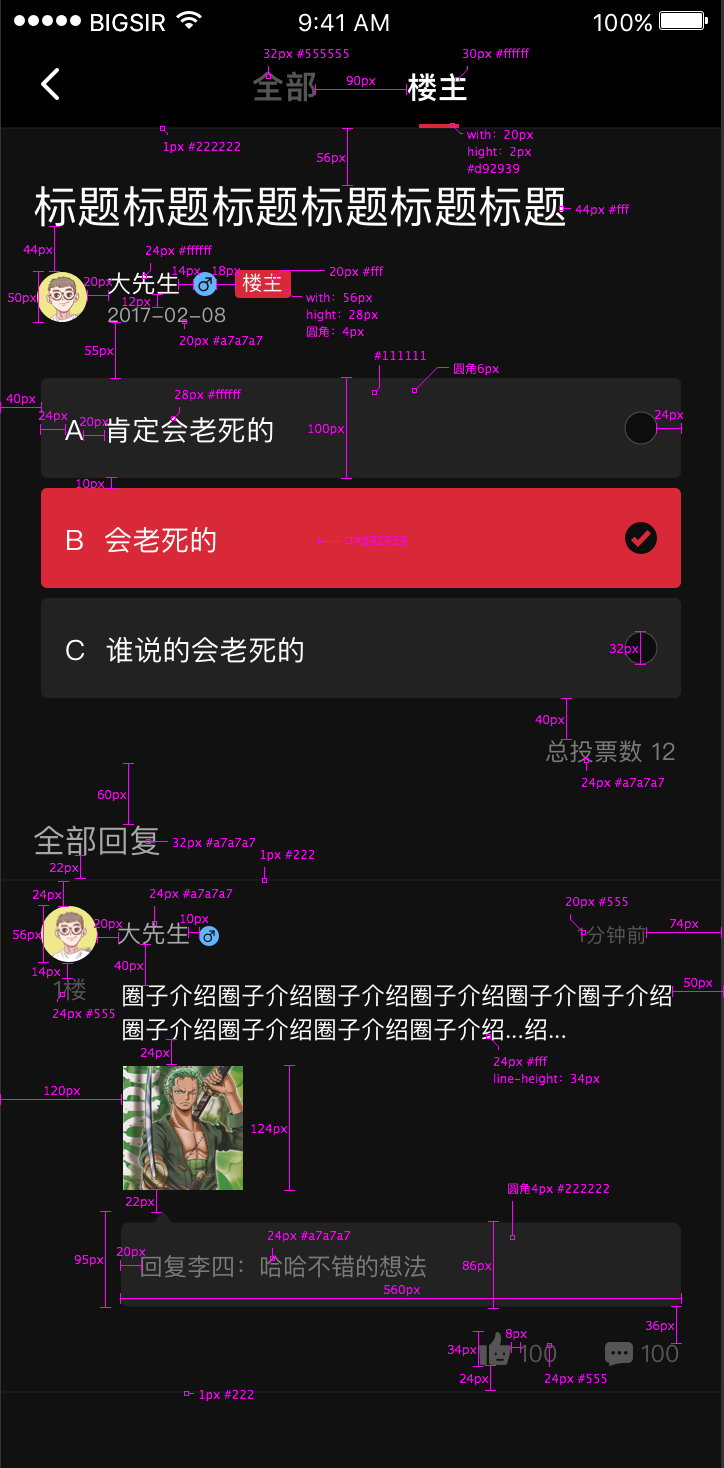 BIGSIR 9:41 AM 100%
32px #555555
30px #ffffff
全部 90px 楼主
1px #222222
with: 20px
hight: 2px
#d92939
56px
标题标题标题标题标题标题
44px #fff
44px
24px #ffffff
50px 20px 大先生 14px 18px 楼主 20px #fff
12px
2017-02-08
with: 56px
hight: 28px
圆角: 4px
20px #a7a7a7
55px
#111111
圆角6px
40px
28px #ffffff
24px 20px 100px 24px
A 肯定会老死的
10px
B 会老死的 #d92939
C 谁说的会老死的 32px
40px
总投票数 12
24px #a7a7a7
60px
全部回复 32px #a7a7a7
22px
1px #222
24px
24px #a7a7a7
20px #555
56px 20px 大先生 10px 1分钟前 74px
14px 40px
1楼
24px #555
50px
圈子介绍圈子介绍圈子介绍圈子介绍圈子介圈子介绍
圈子介绍圈子介绍圈子介绍圈子介绍...绍...
24px
24px #fff
line-height: 34px
120px
124px
22px
圆角4px #222222
95px 20px
24px #a7a7a7
回复李四：哈哈不错的想法 86px
560px
36px
34px 8px
100 100
24px
24px #555
1px #222